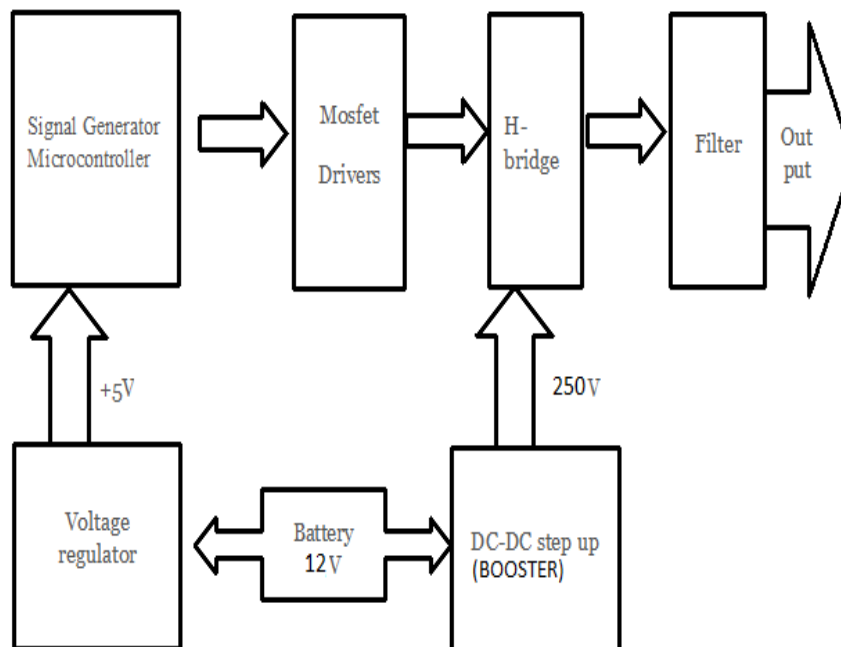 Signal Generator
Microcontroller
Mosfet
Drivers
H-
bridge
Filter
Out
put
+5V
250V
Voltage
regulator
Battery
12V
DC-DC step up
(BOOSTER)